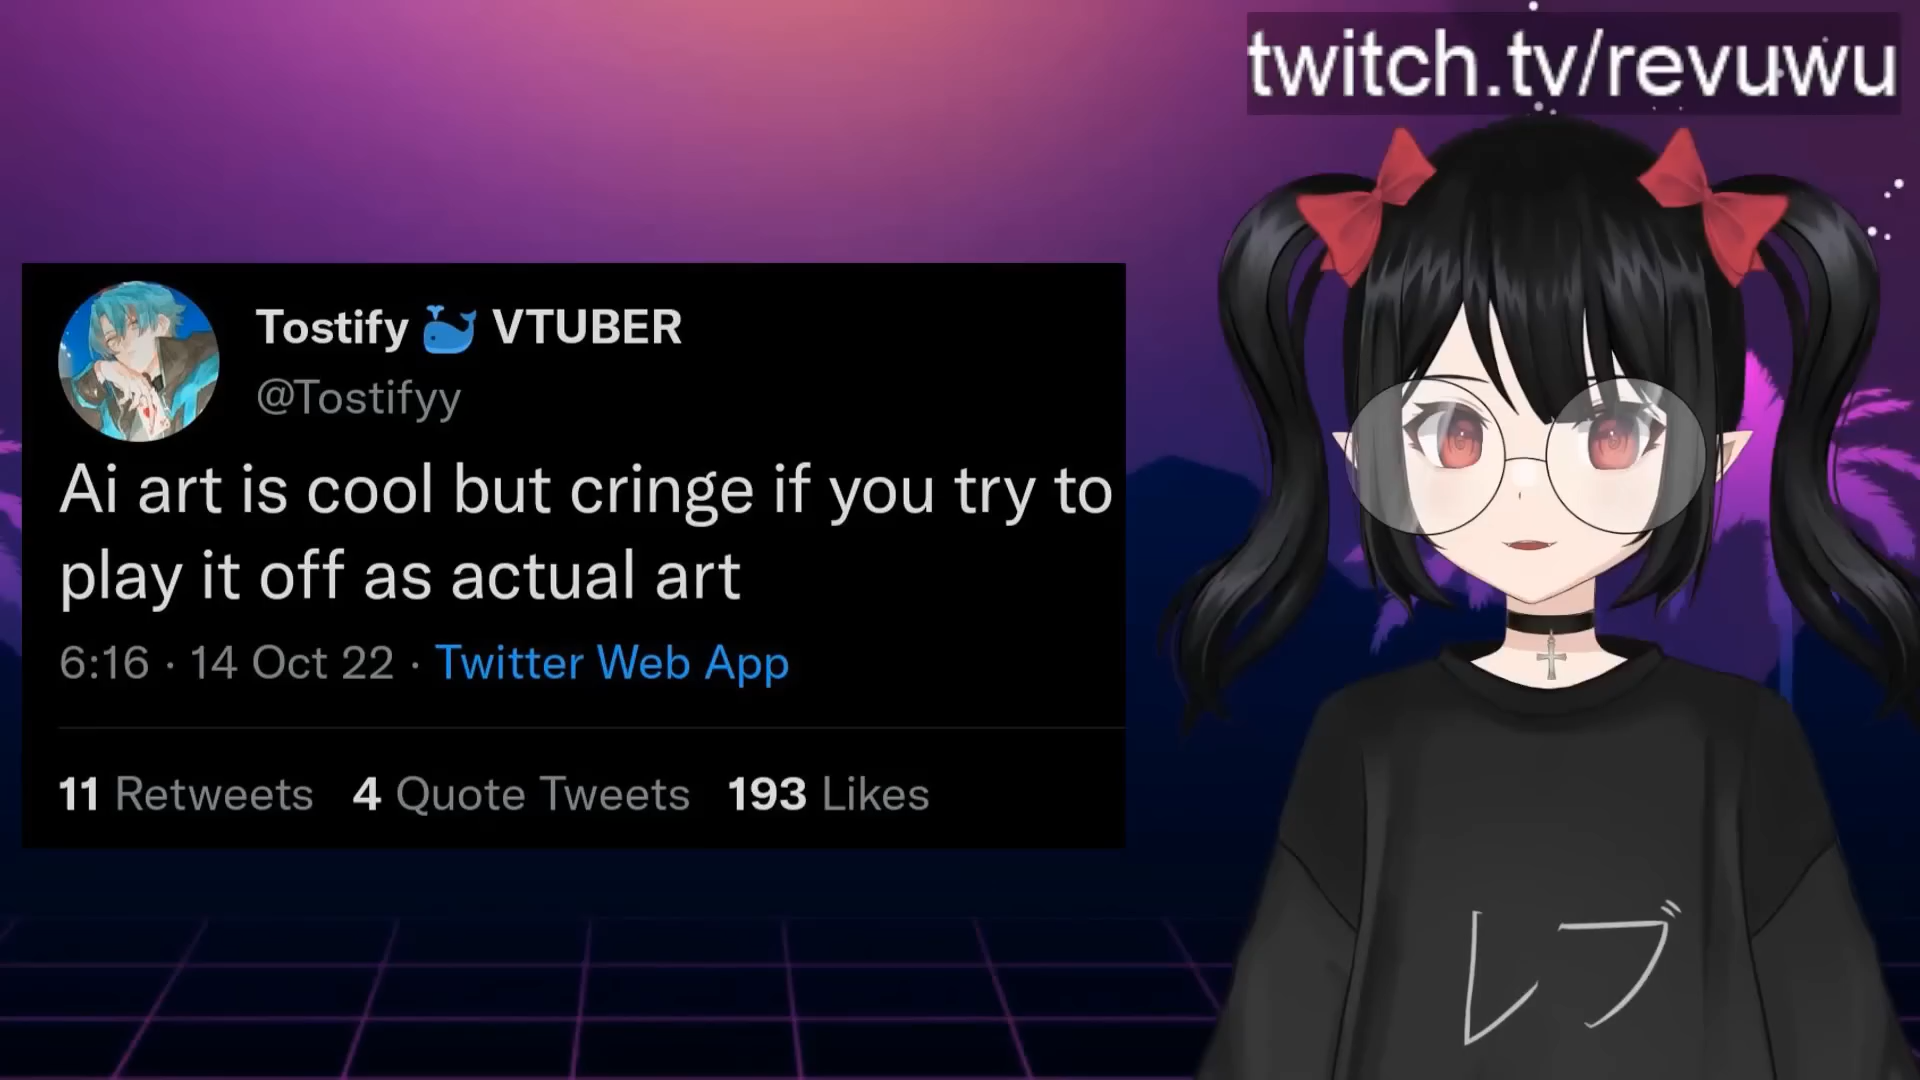 twitch.tv/revuwu
Tostify 🐳 VTUBER
@Tostifyy
Ai art is cool but cringe if you try to
play it off as actual art
6:16 · 14 Oct 22 · Twitter Web App
11 Retweets 4 Quote Tweets 193 Likes
レブ